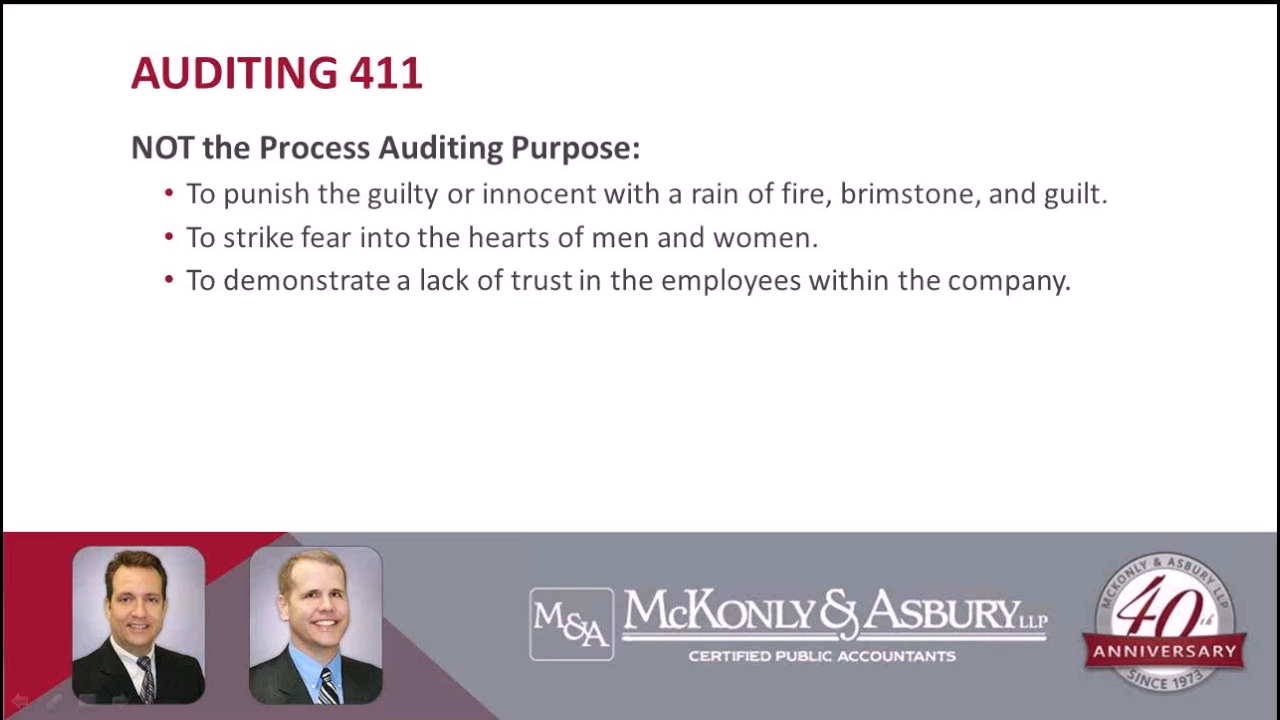 AUDITING 411
NOT the Process Auditing Purpose:
• To punish the guilty or innocent with a rain of fire, brimstone, and guilt.
• To strike fear into the hearts of men and women.
• To demonstrate a lack of trust in the employees within the company.
M&A
McKONLY & ASBURY LLP
CERTIFIED PUBLIC ACCOUNTANTS
MCKONLY & ASBURY LLP
40th
ANNIVERSARY
SINCE 1973